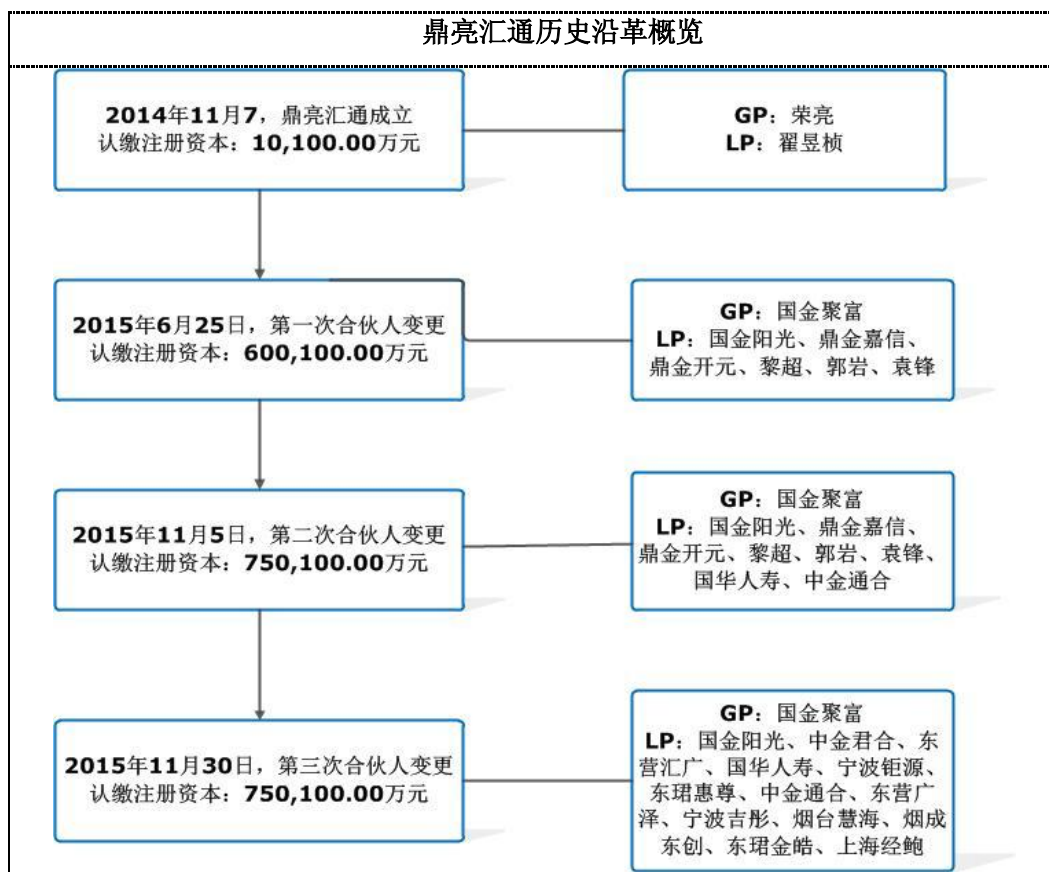 鼎亮汇通历史沿革概览
2014年11月7，鼎亮汇通成立
认缴注册资本：10,100.00万元
GP：荣亮
LP：翟昱桢
2015年6月25日，第一次合伙人变更
认缴注册资本：600,100.00万元
GP：国金聚富
LP：国金阳光、鼎金嘉信、
鼎金开元、黎超、郭岩、袁锋
2015年11月5日，第二次合伙人变更
认缴注册资本：750,100.00万元
GP：国金聚富
LP：国金阳光、鼎金嘉信、
鼎金开元、黎超、郭岩、袁锋、
国华人寿、中金通合
2015年11月30日，第三次合伙人变更
认缴注册资本：750,100.00万元
GP：国金聚富
LP：国金阳光、中金君合、东
营汇广、国华人寿、宁波钜源、
东珺惠尊、中金通合、东营广
泽、宁波吉彤、烟台慧海、烟成
东创、东珺金皓、上海经鲍